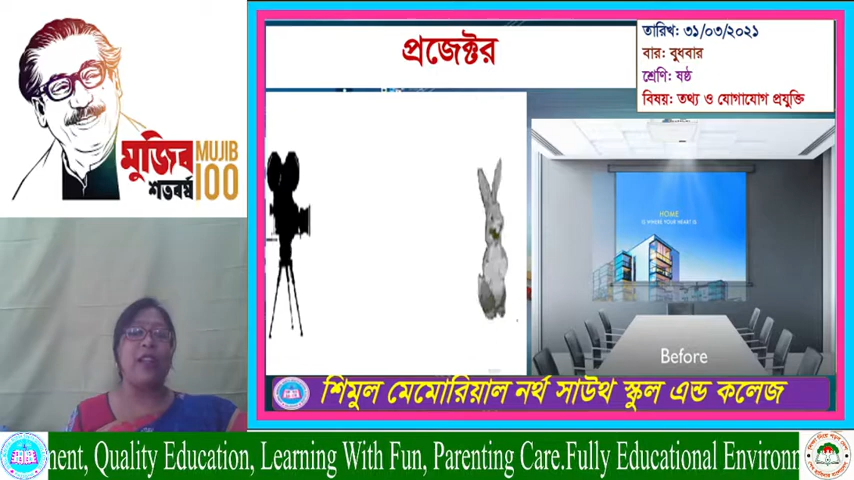 প্রজেক্টর
তারিখ: ৩১/০৩/২০২১
বার: বুধবার
শ্রেণি: ষষ্ঠ
বিষয়: তথ্য ও যোগাযোগ প্রযুক্তি
মুজিব
শতবর্ষ
MUJIB
100
HOME
IS WHERE YOUR HEART IS
Before
শিমুল মেমোরিয়াল নর্থ সাউথ স্কুল এন্ড কলেজ
ment, Quality Education, Learning With Fun, Parenting Care.Fully Educational Environn